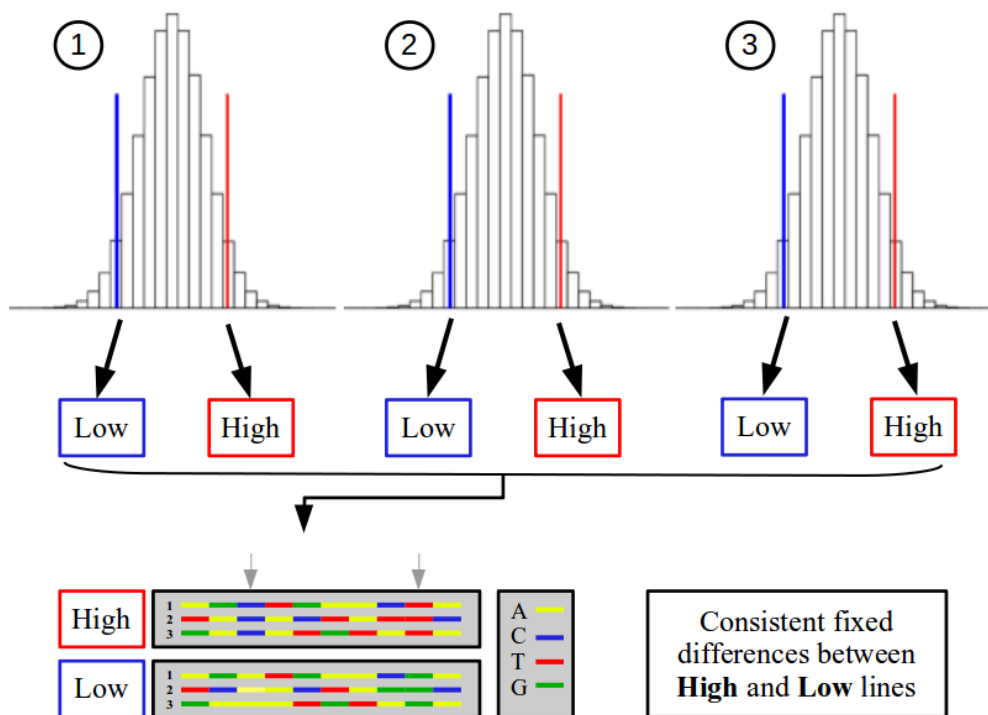 1
2
3
Low
High
Low
High
Low
High
High
1
2
3
Low
1
2
3
A
C
T
G
Consistent fixed
differences between
High and Low lines